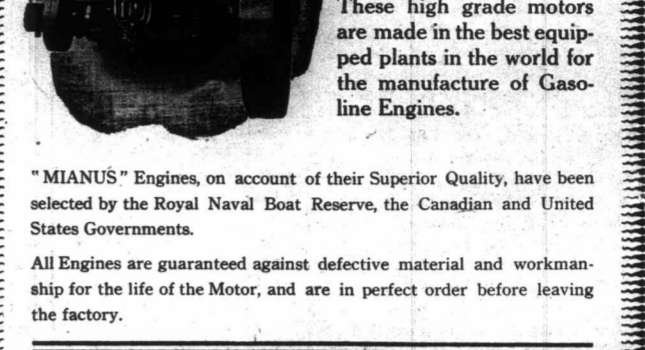 These high grade motors
are made in the best equip-
ped plants in the world for
the manufacture of Gaso-
line Engines.
"MIANUS" Engines, on account of their Superior Quality, have been
selected by the Royal Naval Boat Reserve, the Canadian and United
States Governments.
All Engines are guaranteed against defective material and workman-
ship for the life of the Motor, and are in perfect order before leaving
the factory.